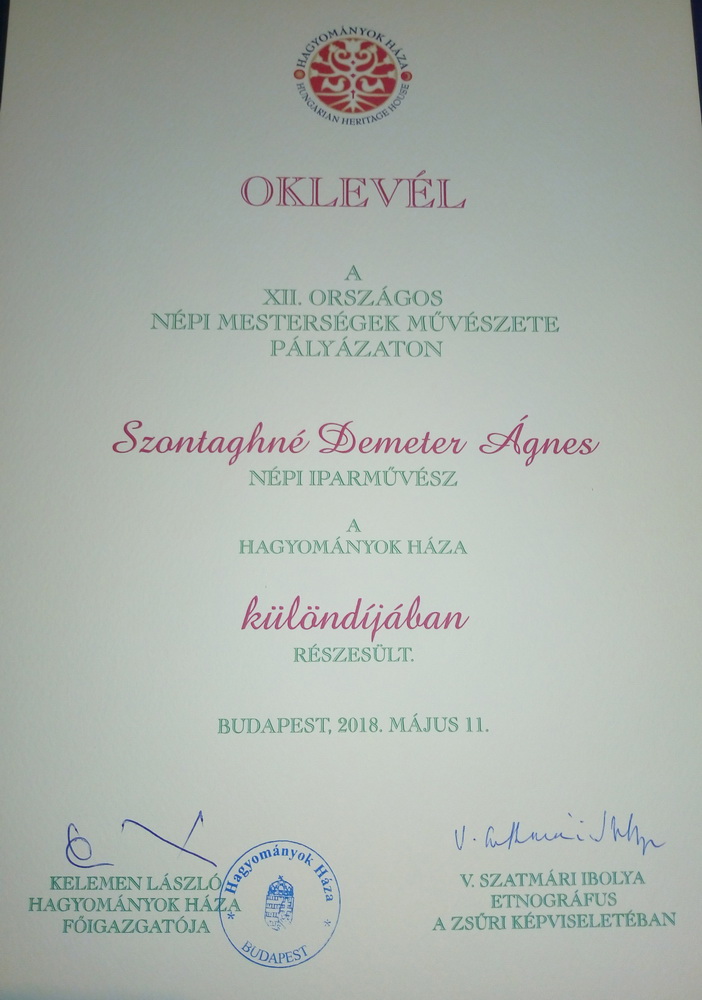 HAGYOMÁNYOK HÁZA
HUNGARIAN HERITAGE HOUSE
OKLEVÉL
A
XII. ORSZÁGOS
NÉPI MESTERSÉGEK MŰVÉSZETE
PÁLYÁZATON
Szontaghné Demeter Ágnes
NÉPI IPARMŰVÉSZ
A
HAGYOMÁNYOK HÁZA
különdíjában
RÉSZESÜLT.
BUDAPEST, 2018. MÁJUS 11.
KELEMEN LÁSZLÓ
HAGYOMÁNYOK HÁZA
FŐIGAZGATÓJA
* Hagyományok Háza *
BUDAPEST
V. SZATMÁRI IBOLYA
ETNOGRÁFUS
A ZSŰRI KÉPVISELETÉBAN